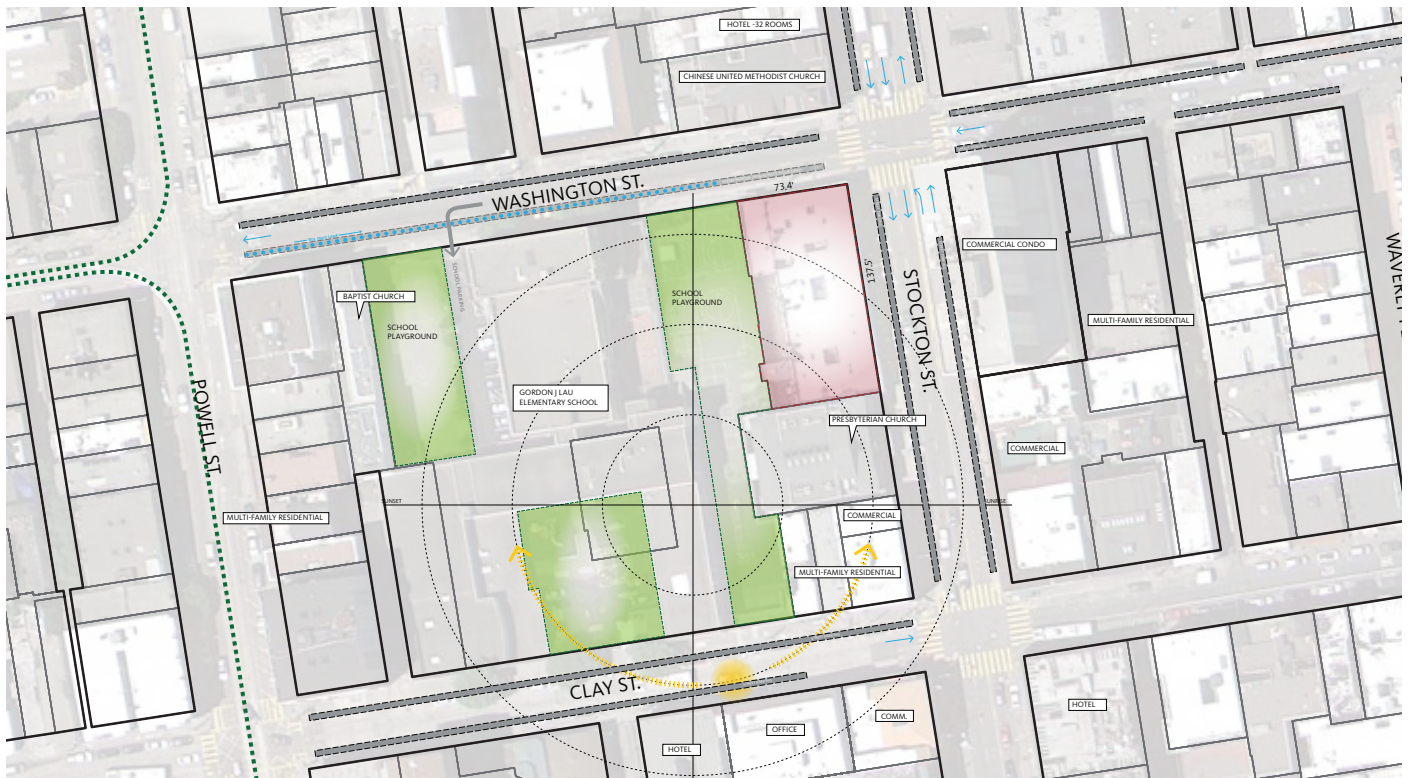 HOTEL -32 ROOMS
CHINESE UNITED METHODIST CHURCH
WASHINGTON ST.
73.4'
137.5'
COMMERCIAL CONDO
STOCKTON ST.
MULTI-FAMILY RESIDENTIAL
BAPTIST CHURCH
SCHOOL PARKING
SCHOOL
PLAYGROUND
SCHOOL
PLAYGROUND
GORDON J LAU
ELEMENTARY SCHOOL
PRESBYTERIAN CHURCH
COMMERCIAL
POWELL ST.
SUNSET
SUNRISE
MULTI-FAMILY RESIDENTIAL
COMMERCIAL
MULTI-FAMILY RESIDENTIAL
CLAY ST.
HOTEL
OFFICE
COMM.
HOTEL